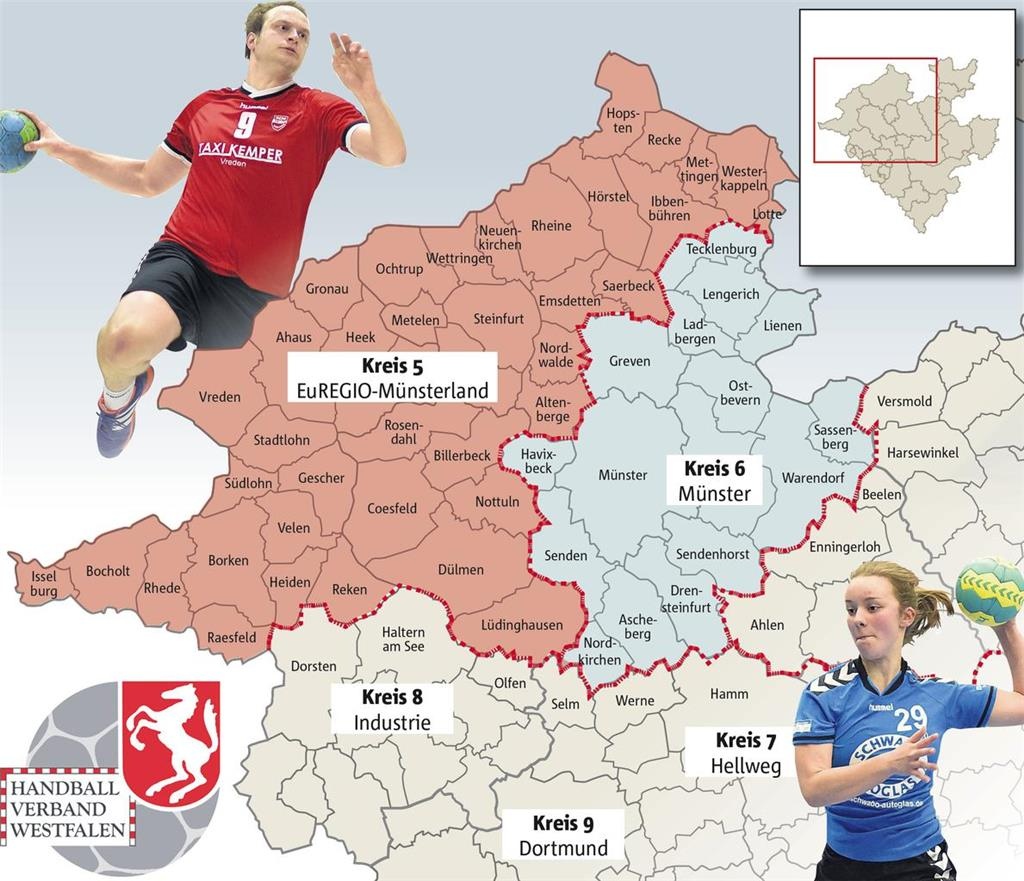 hummel
9
TAXI KEMPER
Vreden
Hops-
ten
Recke
Met-
tingen
Wester-
kappeln
Hörstel
Ibben-
bühren
Lotte
Rheine
Neuen-
kirchen
Wettringen
Ochtrup
Tecklenburg
Gronau
Saerbeck
Emsdetten
Lengerich
Metelen
Steinfurt
Lad-
bergen
Lienen
Ahaus
Heek
Nord-
walde
Greven
Kreis 5
EuREGIO-Münsterland
Vreden
Alten-
berge
Ost-
bevern
Versmold
Stadtlohn
Rosen-
dahl
Sassen-
berg
Billerbeck
Havix-
beck
Harsewinkel
Südlohn
Gescher
Münster
Kreis 6
Münster
Warendorf
Beelen
Nottuln
Coesfeld
Velen
Enningerloh
Senden
Sendenhorst
Borken
Dülmen
Issel
burg
Bocholt
Rhede
Heiden
Reken
Dren-
steinfurt
Lüdinghausen
Asche-
berg
Ahlen
Raesfeld
Haltern
am See
Nord-
kirchen
Dorsten
Olfen
Selm
Werne
Hamm
Kreis 8
Industrie
Kreis 7
Hellweg
hummel
29
HANDBALL
VERBAND
WESTFALEN
Kreis 9
Dortmund